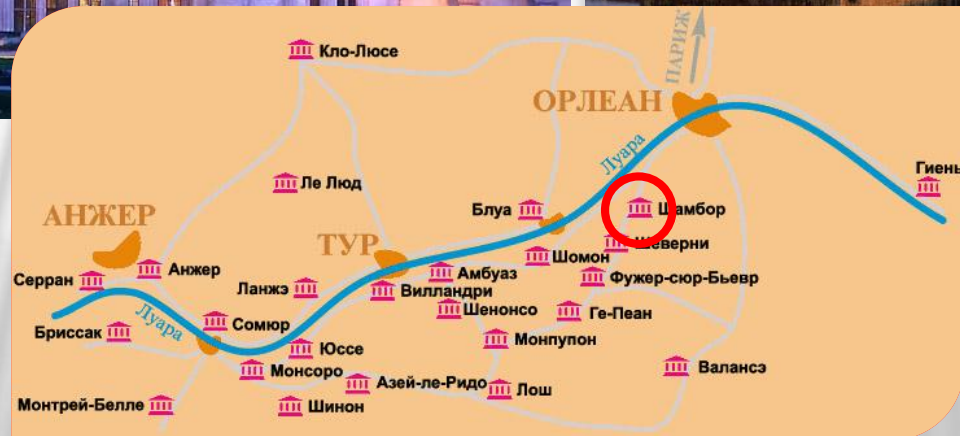 ПАРИЖ
Кло-Люсе
ОРЛЕАН
Луара
Гиень
Ле Люд
Блуа
Шамбор
АНЖЕР
ТУР
Шеверни
Шомон
Анжер
Амбуаз
Фужер-сюр-Бьевр
Серран
Ланжэ
Вилландри
Шенонсо
Ге-Пеан
Луара
Сомюр
Бриссак
Юссе
Монпупон
Монсоро
Валансэ
Азей-ле-Ридо
Лош
Монтрей-Белле
Шинон